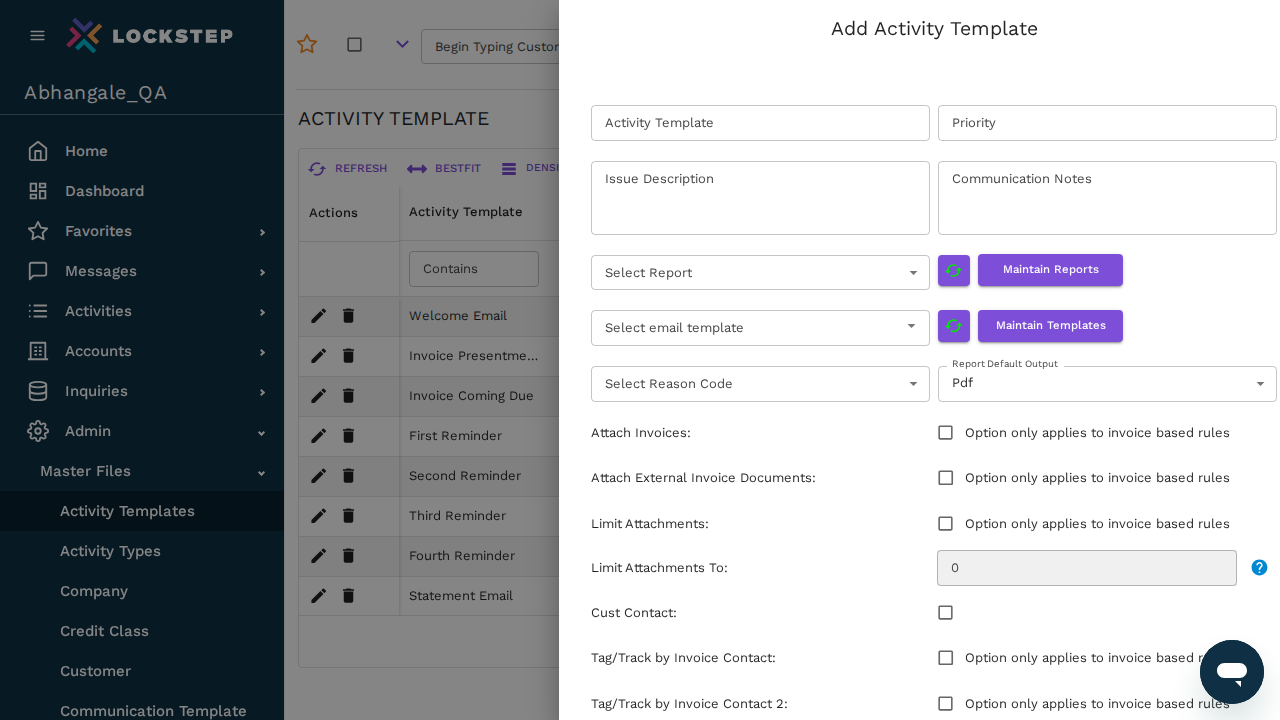 LOCKSTEP
Abhangale_QA
Home
Dashboard
Favorites
Messages
Activities
Accounts
Inquiries
Admin
Master Files
Activity Templates
Activity Types
Company
Credit Class
Customer
Communication Template
Begin Typing Custor
ACTIVITY TEMPLATE
REFRESH
BESTFIT
DENSI
Actions
Activity Template
Contains
Welcome Email
Invoice Presentme...
Invoice Coming Due
First Reminder
Second Reminder
Third Reminder
Fourth Reminder
Statement Email
Add Activity Template
Activity Template
Priority
Issue Description
Communication Notes
Select Report
Maintain Reports
Select email template
Maintain Templates
Select Reason Code
Report Default Output
Pdf
Attach Invoices:
Option only applies to invoice based rules
Attach External Invoice Documents:
Option only applies to invoice based rules
Limit Attachments:
Option only applies to invoice based rules
Limit Attachments To:
0
Cust Contact:
Tag/Track by Invoice Contact:
Option only applies to invoice based
Tag/Track by Invoice Contact 2:
Option only applies to invoice based rules